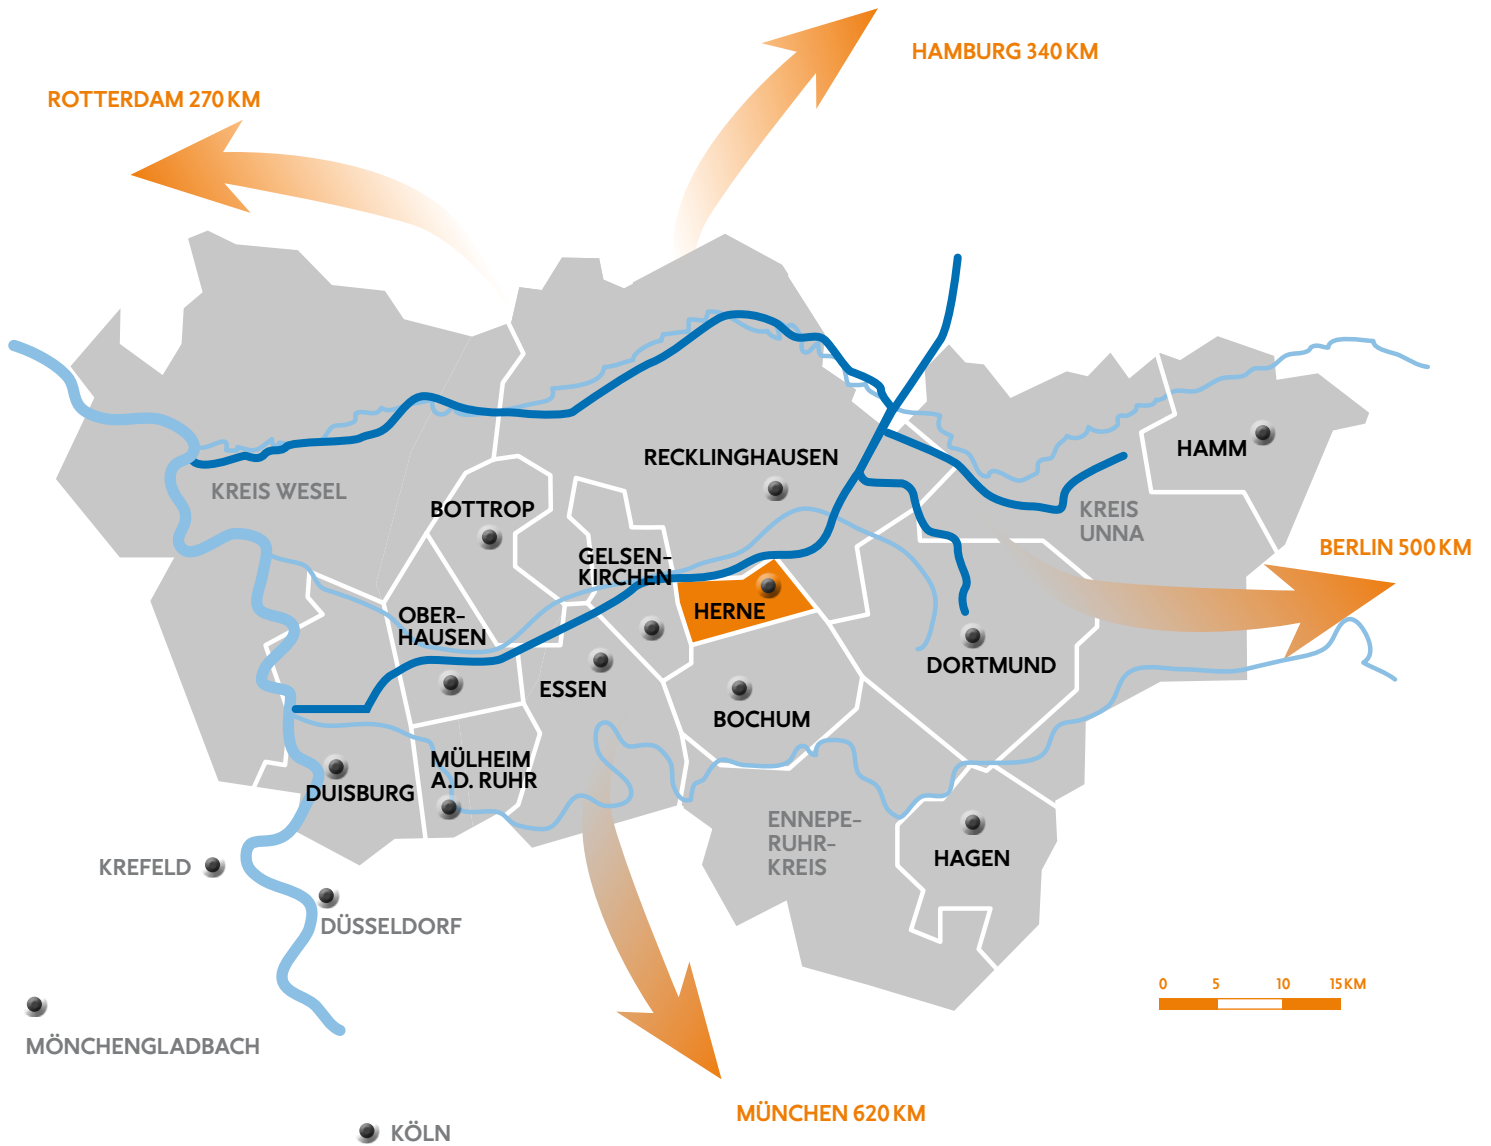 HAMBURG 340 KM
ROTTERDAM 270 KM
RECKLINGHAUSEN
HAMM
KREIS WESEL
BOTTROP
KREIS
UNNA
BERLIN 500 KM
GELSEN-
KIRCHEN
OBER-
HAUSEN
HERNE
DORTMUND
ESSEN
BOCHUM
MÜLHEIM
A.D. RUHR
DUISBURG
ENNEPE-
RUHR-
KREIS
HAGEN
KREFELD
DÜSSELDORF
0 5 10 15 KM
MÖNCHENGLADBACH
MÜNCHEN 620 KM
KÖLN